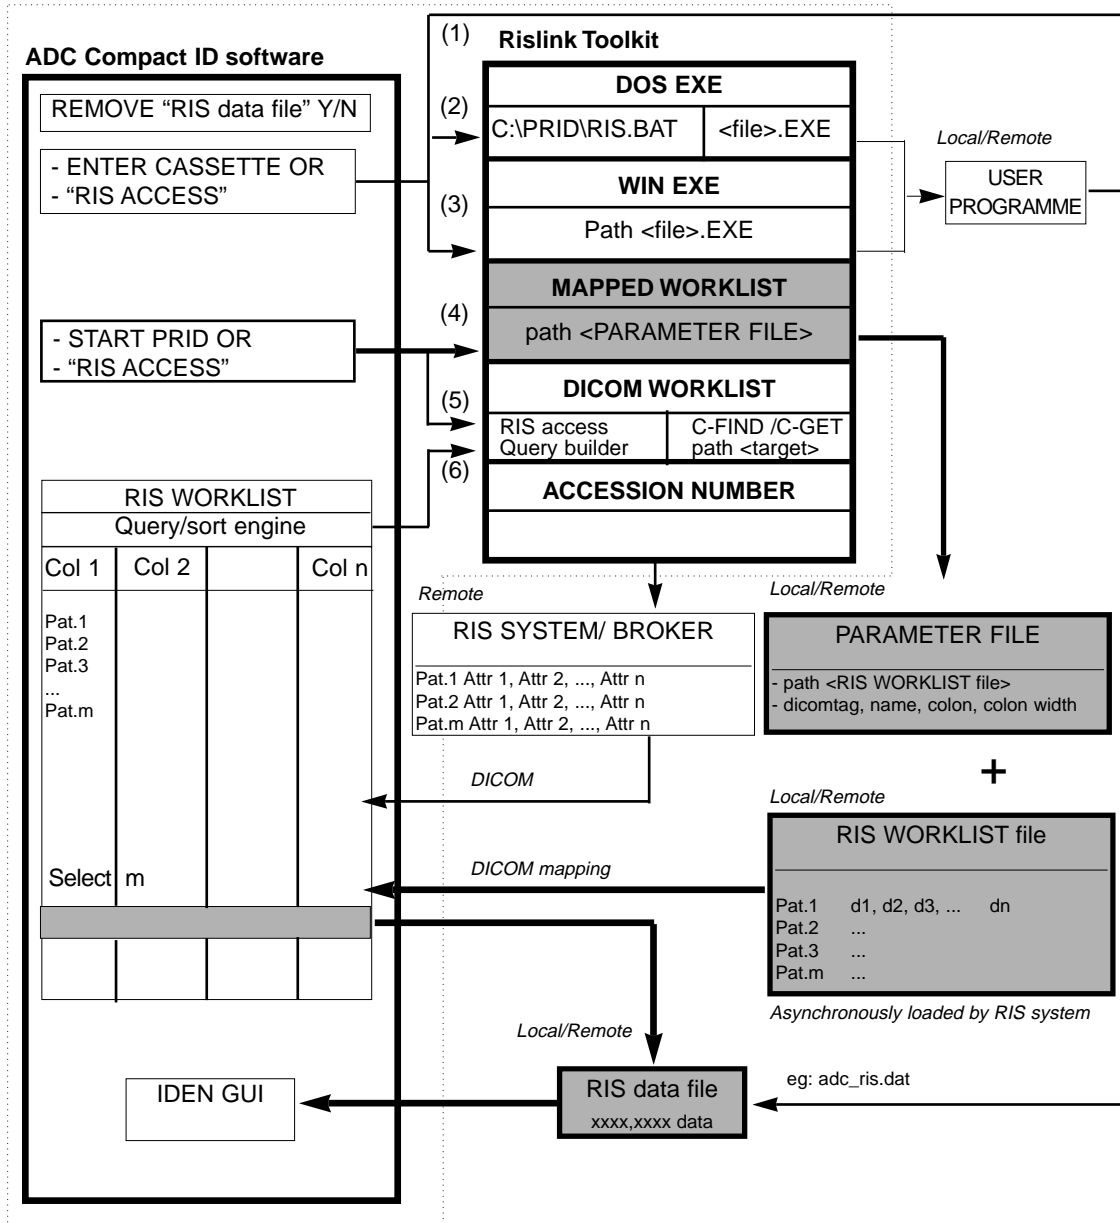 ADC Compact ID software
REMOVE “RIS data file” Y/N
- ENTER CASSETTE OR
- “RIS ACCESS”
- START PRID OR
- “RIS ACCESS”
RIS WORKLIST
Query/sort engine
Col 1 Col 2 Col n
Pat.1
Pat.2
Pat.3
...
Pat.m
Select m
IDEN GUI
(1)
(2)
(3)
(4)
(5)
(6)
Rislink Toolkit
DOS EXE
C:\PRID\RIS.BAT <file>.EXE
WIN EXE
Path <file>.EXE
MAPPED WORKLIST
path <PARAMETER FILE>
DICOM WORKLIST
RIS access C-FIND /C-GET
Query builder path <target>
ACCESSION NUMBER
Local/Remote
USER
PROGRAMME
Remote
RIS SYSTEM/ BROKER
Pat.1 Attr 1, Attr 2, ..., Attr n
Pat.2 Attr 1, Attr 2, ..., Attr n
Pat.m Attr 1, Attr 2, ..., Attr n
DICOM
Local/Remote
PARAMETER FILE
- path <RIS WORKLIST file>
- dicomtag, name, colon, colon width
+
Local/Remote
RIS WORKLIST file
Pat.1 d1, d2, d3, ... dn
Pat.2 ...
Pat.3 ...
Pat.m ...
Asynchronously loaded by RIS system
DICOM mapping
Local/Remote
RIS data file
xxxx,xxxx data
eg: adc_ris.dat